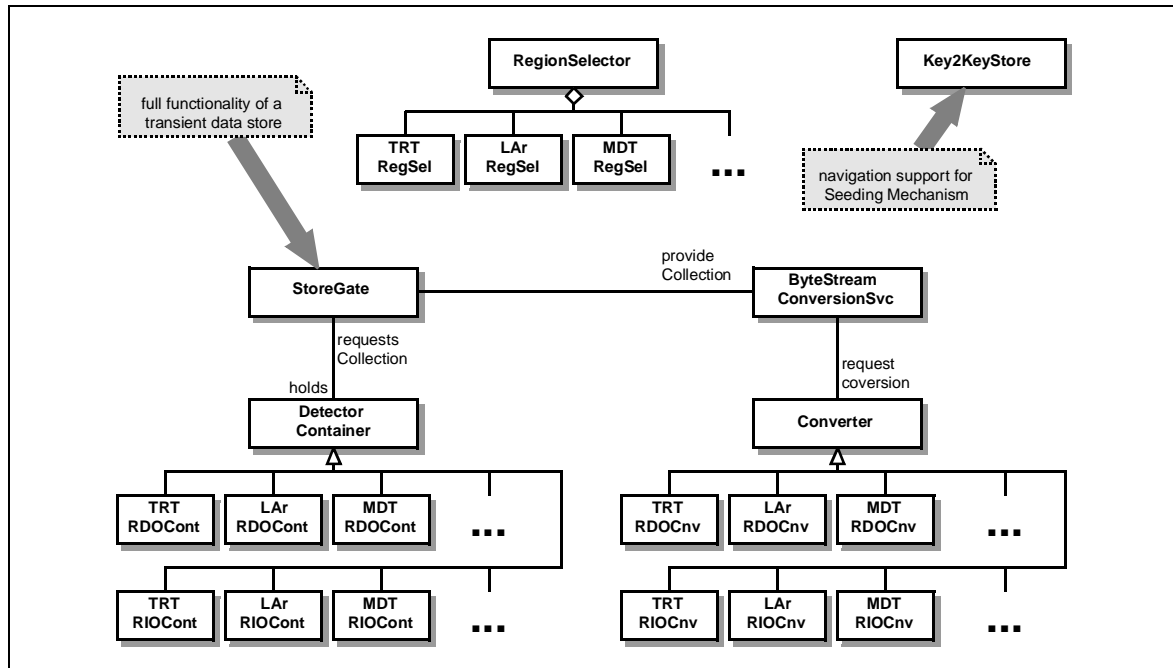 RegionSelector
Key2KeyStore
full functionality of a
transient data store
TRT
RegSel
LAr
RegSel
MDT
RegSel
...
navigation support for
Seeding Mechanism
provide
Collection
StoreGate
ByteStream
ConversionSvc
requests
Collection
request
coversion
holds
Detector
Container
Converter
TRT
RDOCont
LAr
RDOCont
MDT
RDOCont
...
TRT
RDOCnv
LAr
RDOCnv
MDT
RDOCnv
...
TRT
RIOCont
LAr
RIOCont
MDT
RIOCont
...
TRT
RIOCnv
LAr
RIOCnv
MDT
RIOCnv
...